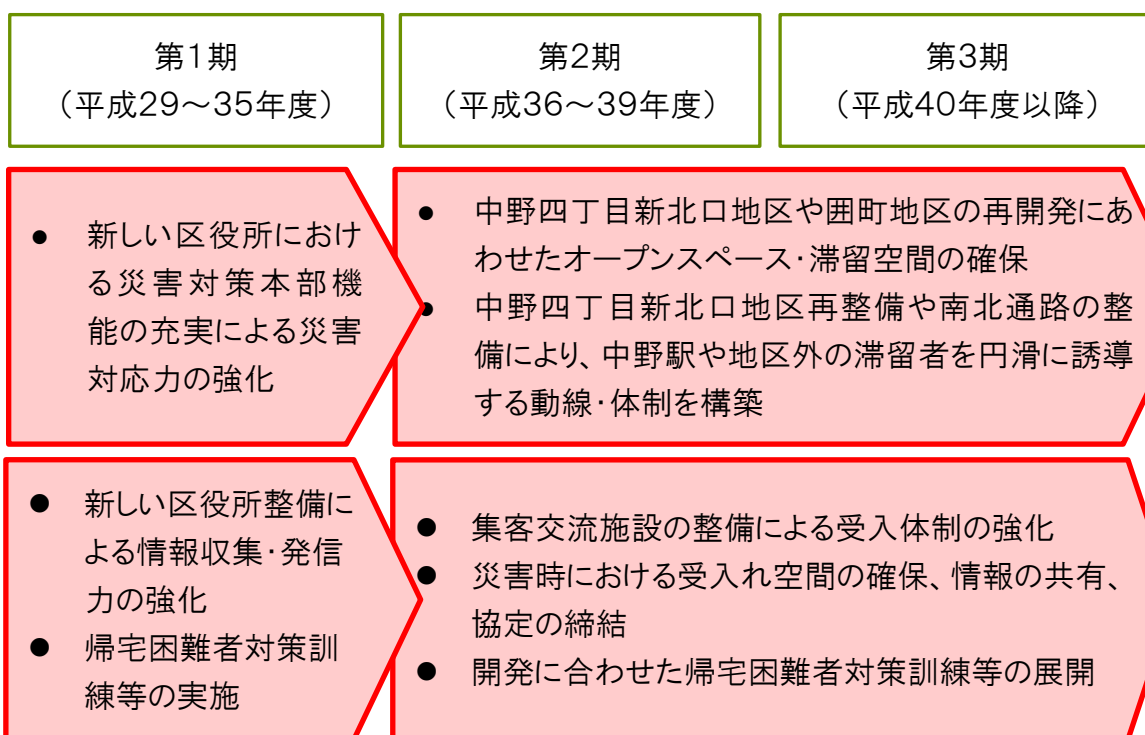 第1期
（平成29～35年度）
第2期
（平成36～39年度）
第3期
（平成40年度以降）
● 新しい区役所におけ
る災害対策本部機
能の充実による災害
対応力の強化
● 中野四丁目新北口地区や囲町地区の再開発にあ
わせたオープンスペース・滞留空間の確保
● 中野四丁目新北口地区再整備や南北通路の整
備により、中野駅や地区外の滞留者を円滑に誘導
する動線・体制を構築
● 新しい区役所整備に
よる情報収集・発信
力の強化
● 帰宅困難者対策訓
練等の実施
● 集客交流施設の整備による受入体制の強化
● 災害時における受入れ空間の確保、情報の共有、
協定の締結
● 開発に合わせた帰宅困難者対策訓練等の展開